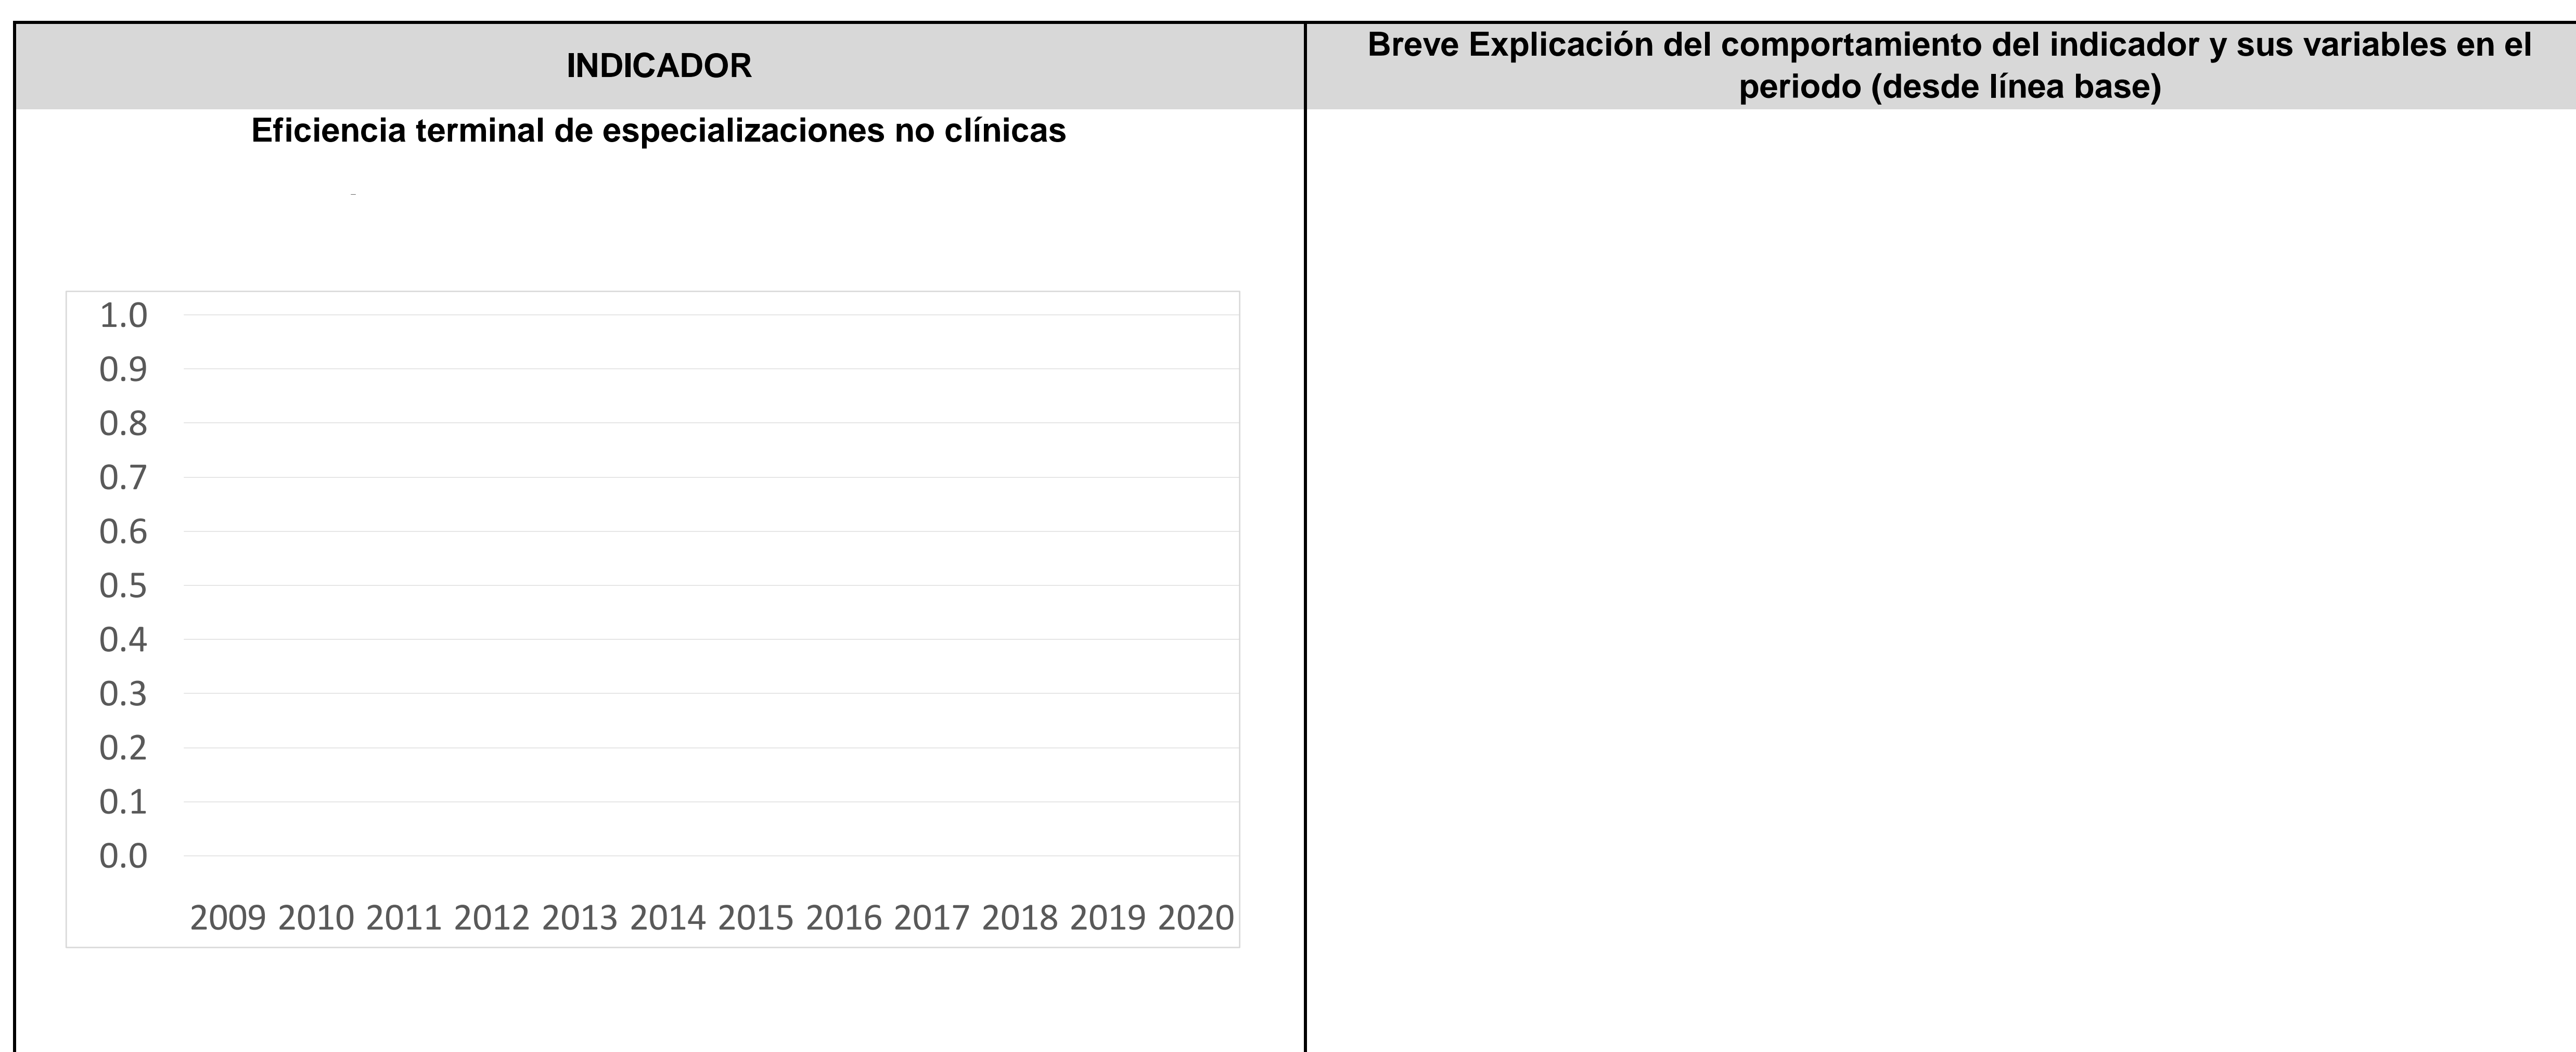 INDICADOR
Breve Explicación del comportamiento del indicador y sus variables en el
periodo (desde línea base)
Eficiencia terminal de especializaciones no clínicas
1.0
0.9
0.8
0.7
0.6
0.5
0.4
0.3
0.2
0.1
0.0
2009 2010 2011 2012 2013 2014 2015 2016 2017 2018 2019 2020